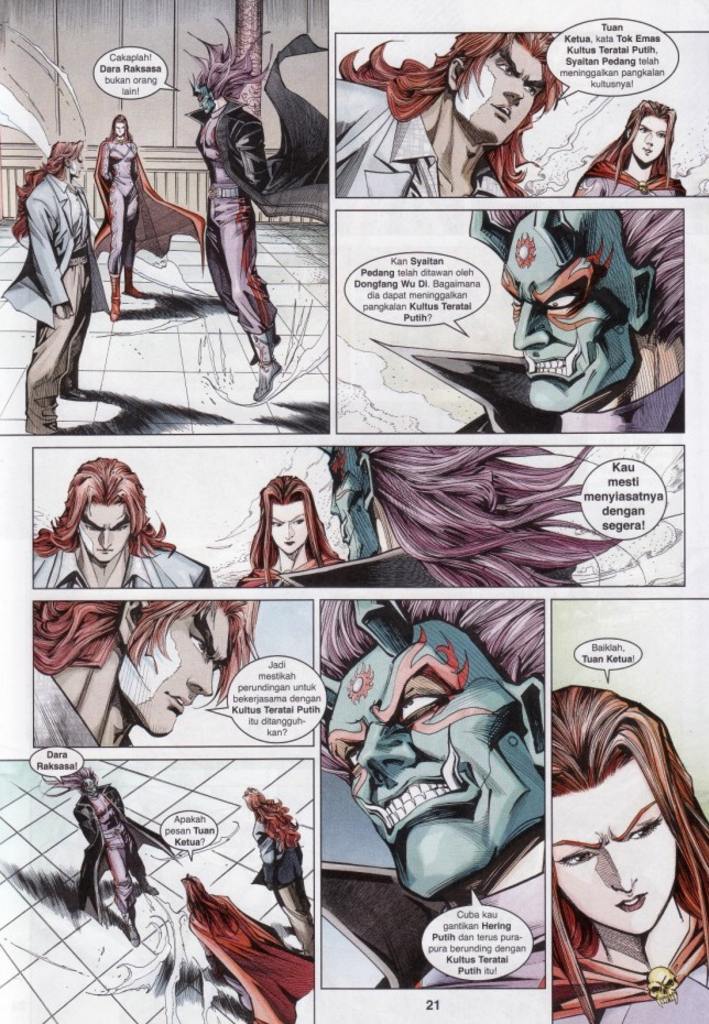 Cakaplah!
Dara Raksasa
bukan orang
lain!
Tuan
Ketua, kata Tok Emas
Kultus Teratai Putih,
Syaitan Pedang telah
meninggalkan pangkalan
kultusnya!
Kan Syaitan
Pedang telah ditawan oleh
Dongfang Wu Di. Bagaimana
dia dapat meninggalkan
pangkalan Kultus Teratai
Putih?
Kau
mesti
menyiasatnya
dengan
segera!
Jadi
mestikah
perundingan untuk
bekerjasama dengan
Kultus Teratai Putih
itu ditangguh-
kan?
Dara
Raksasa!
Apakah
pesan Tuan
Ketua?
Cuba kau
gantikan Hering
Putih dan terus pura-
pura berunding dengan
Kultus Teratai
Putih itu!
Baiklah,
Tuan Ketua!
21